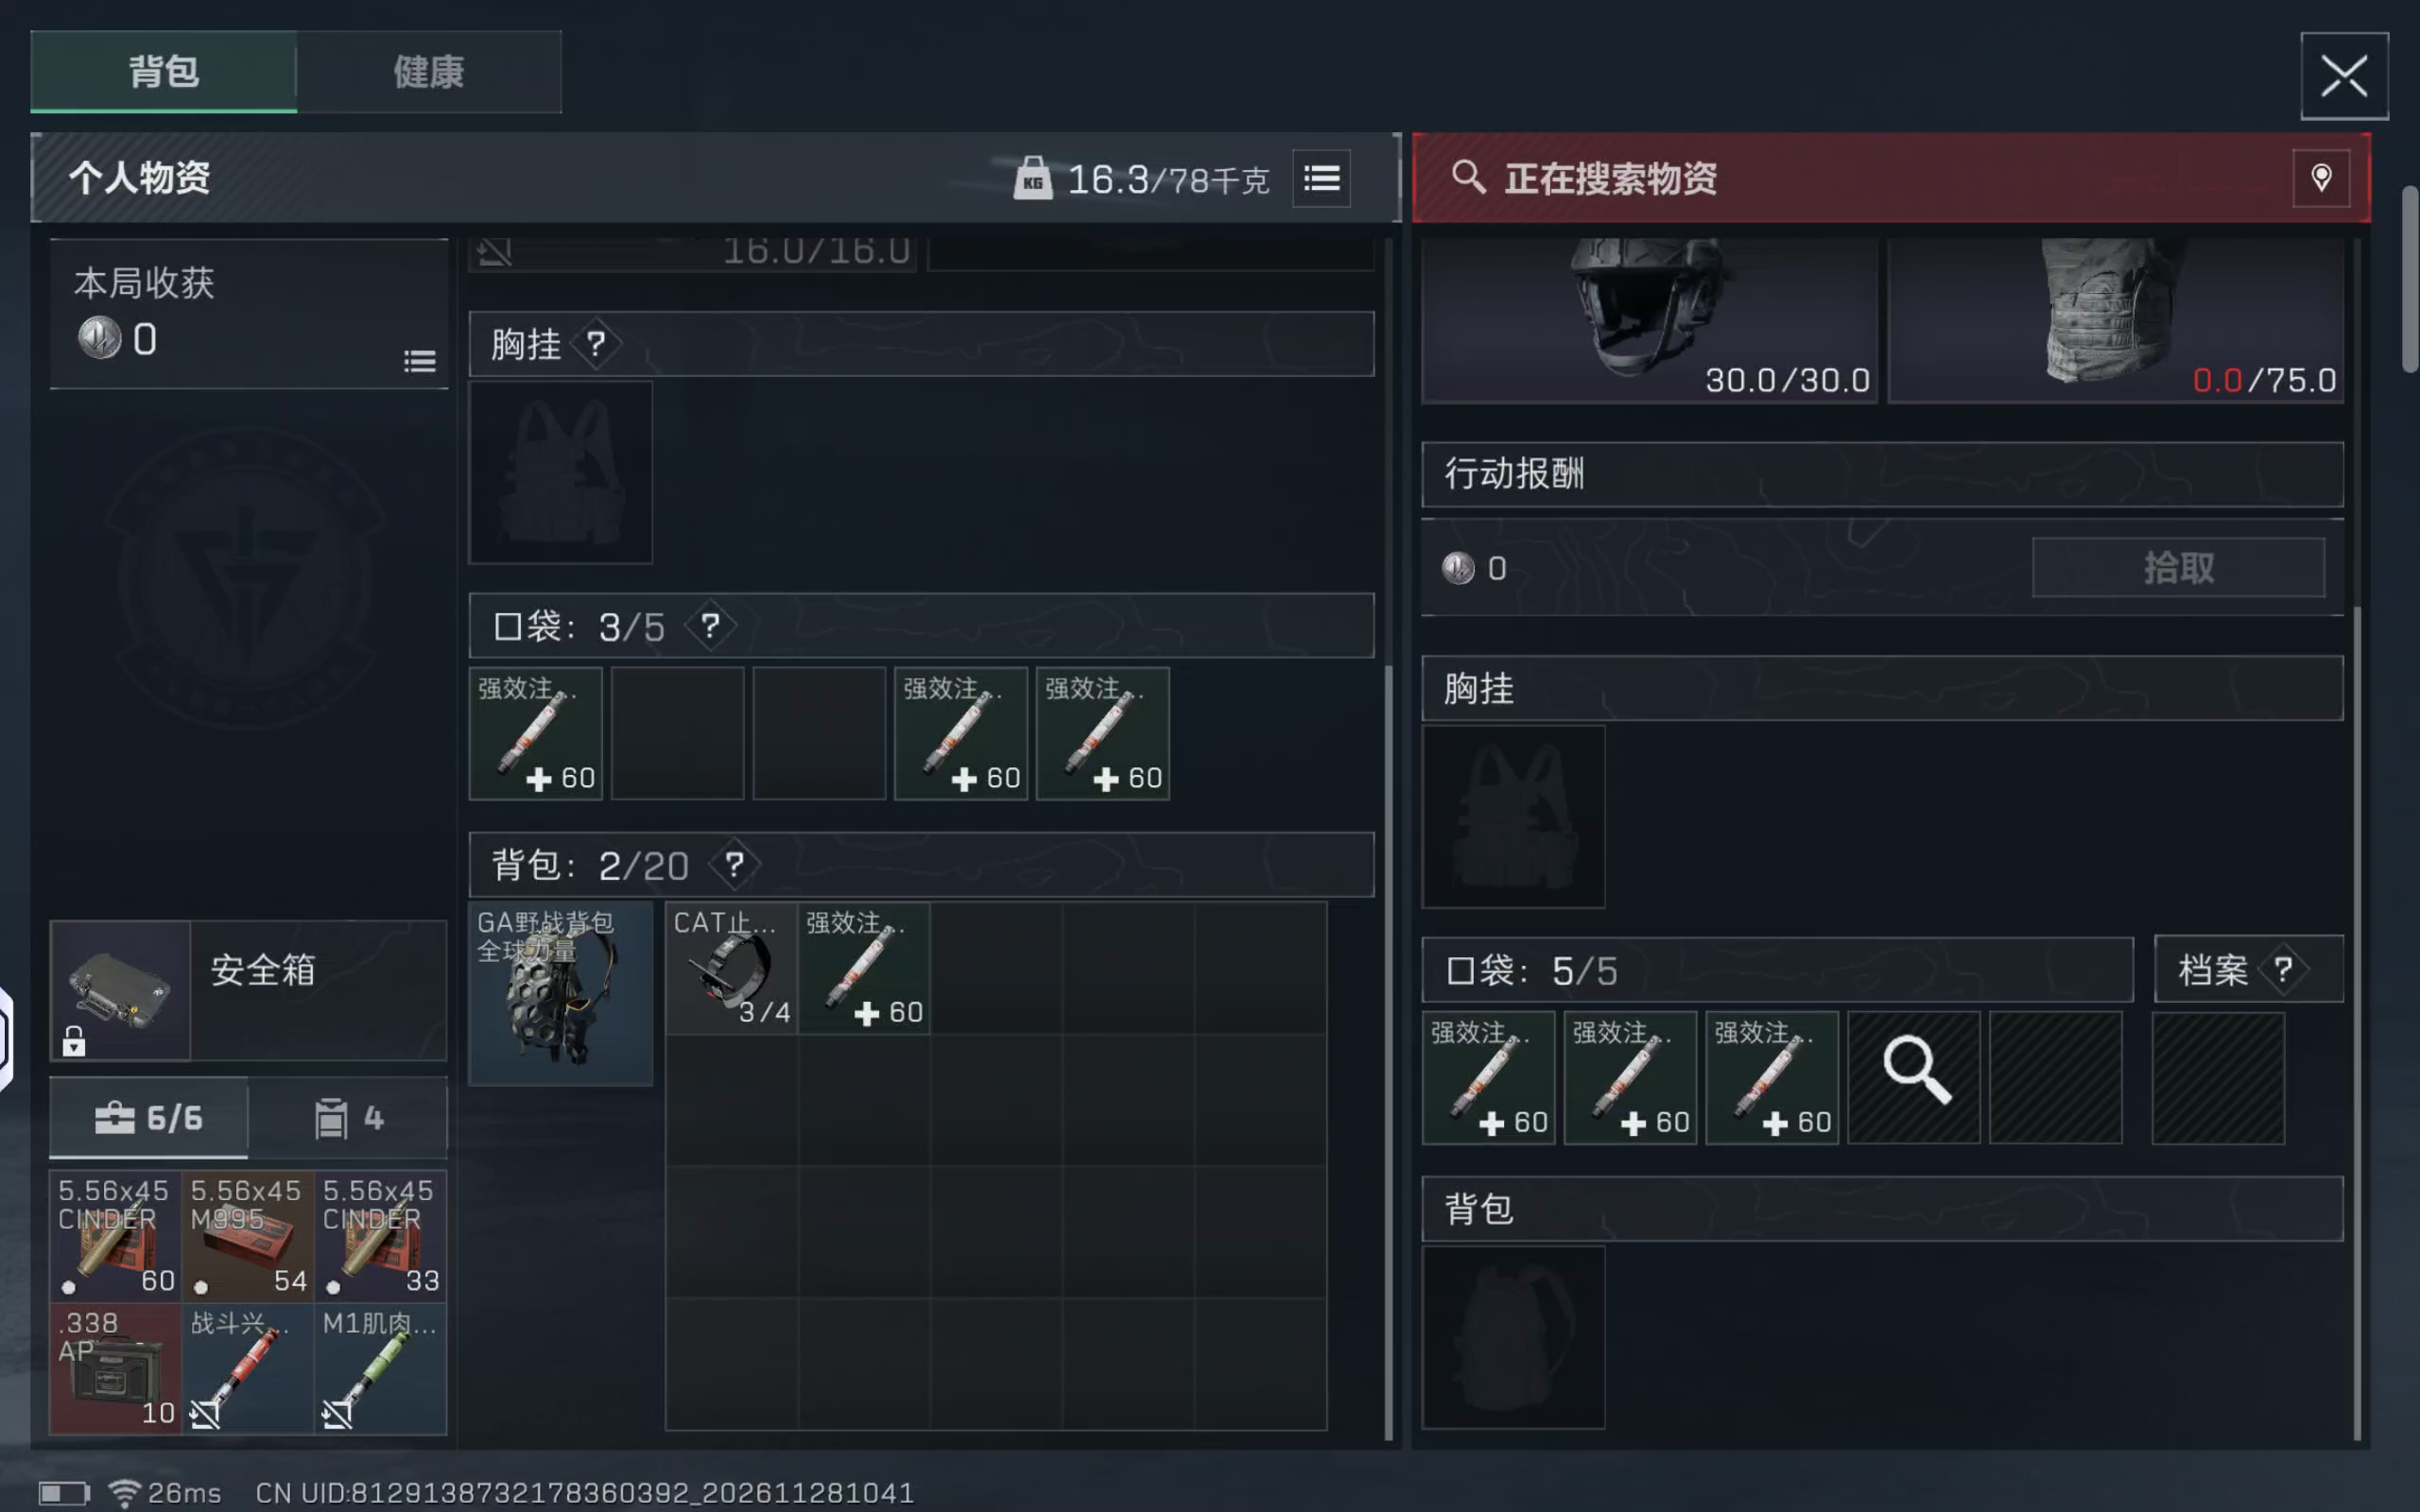 背包
健康
个人物资
KG
16.3/78千克
正在搜索物资
本局收获
0
16.0/16.0
胸挂 ?
口袋: 3/5 ?
强效注...
60
强效注...
60
强效注...
60
背包: 2/20 ?
GA野战背包
全球力量
CAT止...
3/4
强效注...
60
安全箱
6/6
4
5.56x45
CINDER
60
5.56x45
M995
54
5.56x45
CINDER
33
.338
AP
10
战斗兴...
M1肌肉...
30.0/30.0
0.0/75.0
行动报酬
0
拾取
胸挂
口袋: 5/5
档案 ?
强效注...
60
强效注...
60
强效注...
60
背包
26ms
CN UID:8129138732178360392_202611281041